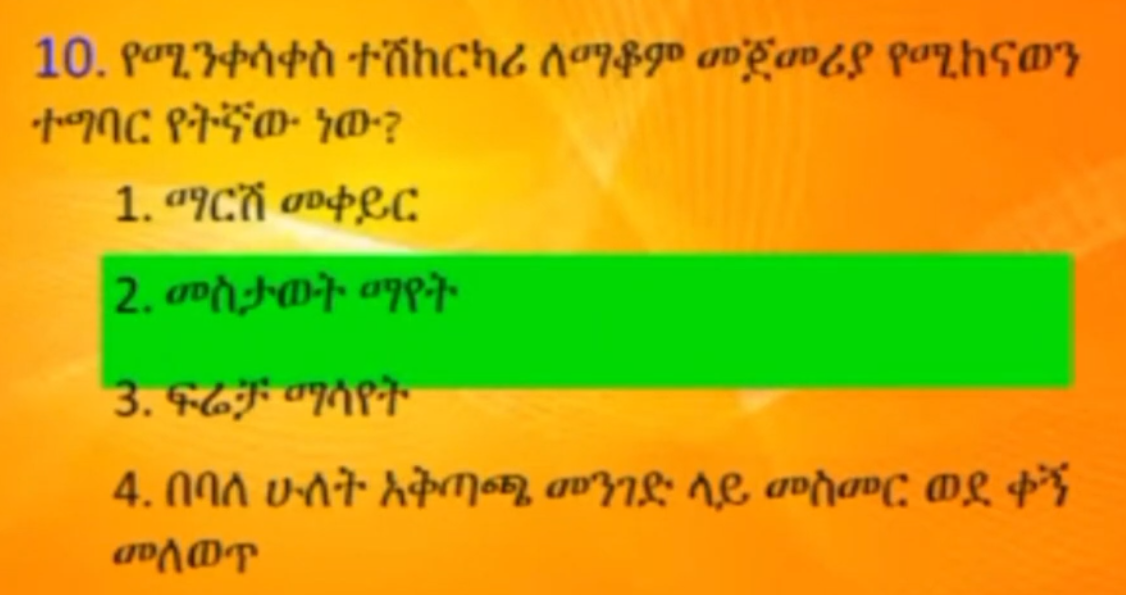 10. የሚንቀሳቀስ ተሽከርካሪ ለማቆም መጀመሪያ የሚከናወን
ተግባር የትኛው ነው?
1. ማርሽ መቀይር
2. መስታወት ማየት
3. ፍሬቻ ማሳየት
4. በባለ ሁለት አቅጣጫ መንገድ ላይ መስመር ወደ ቀኝ
መለወጥ